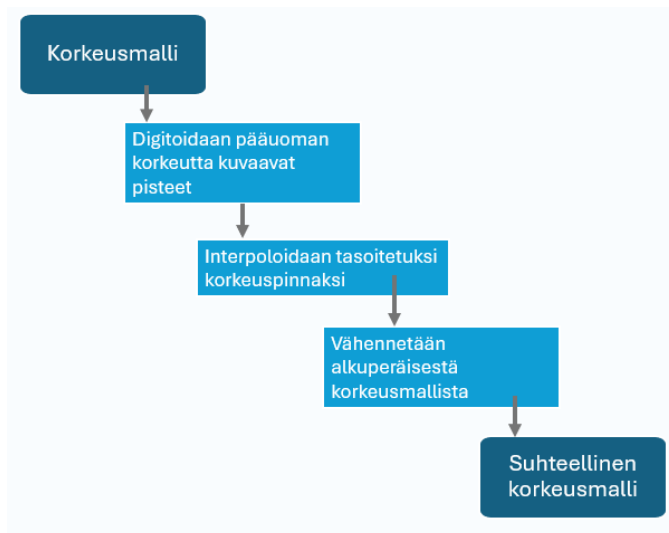 Korkeusmalli
Digitoidaan pääuoman
korkeutta kuvaavat
pisteet
Interpoloidaan tasoitetuksi
korkeuspinnaksi
Vähennetään
alkuperäisestä
korkeusmallista
Suhteellinen
korkeusmalli